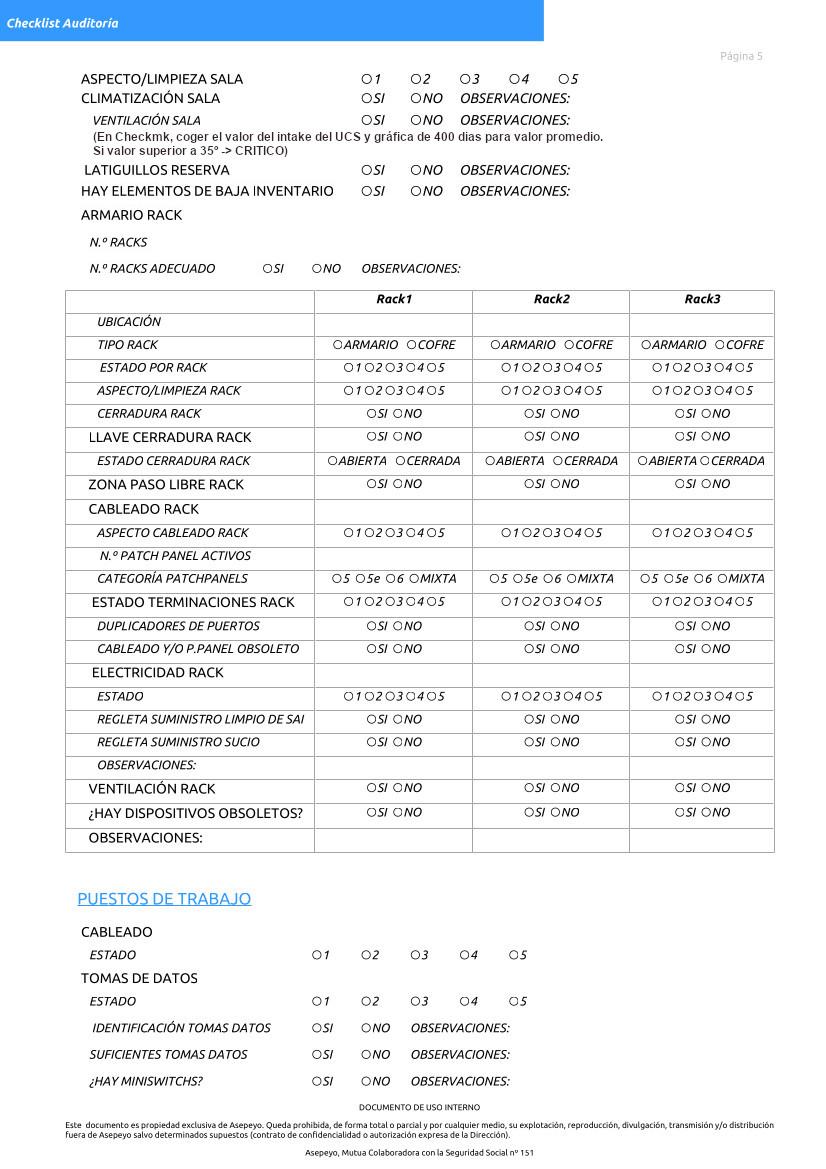 Checklist Auditoría
Página 5
ASPECTO/LIMPIEZA SALA ○1 ○2 ○3 ○4 ○5
CLIMATIZACIÓN SALA ○SI ○NO OBSERVACIONES:
VENTILACIÓN SALA ○SI ○NO OBSERVACIONES:
(En Checkmk, coger el valor del intake del UCS y gráfica de 400 dias para valor promedio.
Si valor superior a 35º -> CRITICO)
LATIGUILLOS RESERVA ○SI ○NO OBSERVACIONES:
HAY ELEMENTOS DE BAJA INVENTARIO ○SI ○NO OBSERVACIONES:
ARMARIO RACK
N.º RACKS
N.º RACKS ADECUADO ○SI ○NO OBSERVACIONES:
Rack1 Rack2 Rack3
UBICACIÓN
TIPO RACK ○ARMARIO ○COFRE ○ARMARIO ○COFRE ○ARMARIO ○COFRE
ESTADO POR RACK ○1○2○3○4○5 ○1○2○3○4○5 ○1○2○3○4○5
ASPECTO/LIMPIEZA RACK ○1○2○3○4○5 ○1○2○3○4○5 ○1○2○3○4○5
CERRADURA RACK ○SI ○NO ○SI ○NO ○SI ○NO
LLAVE CERRADURA RACK ○SI ○NO ○SI ○NO ○SI ○NO
ESTADO CERRADURA RACK ○ABIERTA ○CERRADA ○ABIERTA ○CERRADA ○ABIERTA ○CERRADA
ZONA PASO LIBRE RACK ○SI ○NO ○SI ○NO ○SI ○NO
CABLEADO RACK
ASPECTO CABLEADO RACK ○1○2○3○4○5 ○1○2○3○4○5 ○1○2○3○4○5
N.º PATCH PANEL ACTIVOS
CATEGORÍA PATCHPANELS ○5 ○5e ○6 ○MIXTA ○5 ○5e ○6 ○MIXTA ○5 ○5e ○6 ○MIXTA
ESTADO TERMINACIONES RACK ○1○2○3○4○5 ○1○2○3○4○5 ○1○2○3○4○5
DUPLICADORES DE PUERTOS ○SI ○NO ○SI ○NO ○SI ○NO
CABLEADO Y/O P.PANEL OBSOLETO ○SI ○NO ○SI ○NO ○SI ○NO
ELECTRICIDAD RACK
ESTADO ○1○2○3○4○5 ○1○2○3○4○5 ○1○2○3○4○5
REGLETA SUMINISTRO LIMPIO DE SAI ○SI ○NO ○SI ○NO ○SI ○NO
REGLETA SUMINISTRO SUCIO ○SI ○NO ○SI ○NO ○SI ○NO
OBSERVACIONES:
VENTILACIÓN RACK ○SI ○NO ○SI ○NO ○SI ○NO
¿HAY DISPOSITIVOS OBSOLETOS? ○SI ○NO ○SI ○NO ○SI ○NO
OBSERVACIONES:
PUESTOS DE TRABAJO
CABLEADO
ESTADO ○1 ○2 ○3 ○4 ○5
TOMAS DE DATOS
ESTADO ○1 ○2 ○3 ○4 ○5
IDENTIFICACIÓN TOMAS DATOS ○SI ○NO OBSERVACIONES:
SUFICIENTES TOMAS DATOS ○SI ○NO OBSERVACIONES:
¿HAY MINISWITCHS? ○SI ○NO OBSERVACIONES:
DOCUMENTO DE USO INTERNO
Este documento es propiedad exclusiva de Asepeyo. Queda prohibida, de forma total o parcial y por cualquier medio, su explotación, reproducción, divulgación, transmisión y/o distribución
fuera de Asepeyo salvo determinados supuestos (contrato de confidencialidad o autorización expresa de la Dirección).
Asepeyo, Mutua Colaboradora con la Seguridad Social nº 151